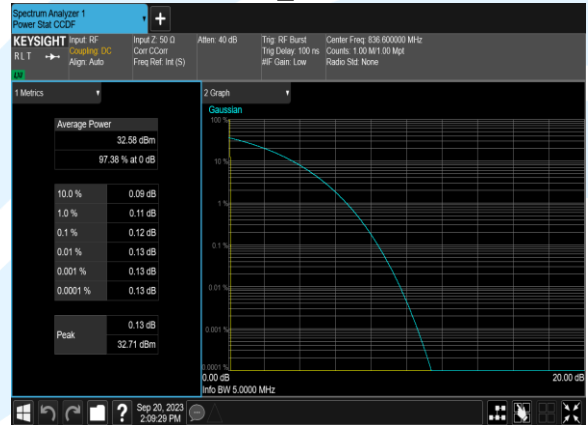 Spectrum Analyzer 1
Power Stat CCDF
KEYSIGHT
RLT
Input: RF
Coupling: DC
Align: Auto
Input Z: 50 Ω
Corr CCorr
Freq Ref: Int (S)
Atten: 40 dB
Trig: RF Burst
Trig Delay: 100 ns
#IF Gain: Low
Center Freq: 836.600000 MHz
Counts: 1.00 M/1.00 Mpt
Radio Std: None
1 Metrics
Average Power
32.58 dBm
97.38 % at 0 dB
10.0 % 0.09 dB
1.0 % 0.11 dB
0.1 % 0.12 dB
0.01 % 0.13 dB
0.001 % 0.13 dB
0.0001 % 0.13 dB
Peak
0.13 dB
32.71 dBm
2 Graph
Gaussian
100 %
10 %
1 %
0.1 %
0.01 %
0.001 %
0.0001 %
0.00 dB
20.00 dB
Info BW 5.0000 MHz
Sep 20, 2023
2:09:29 PM